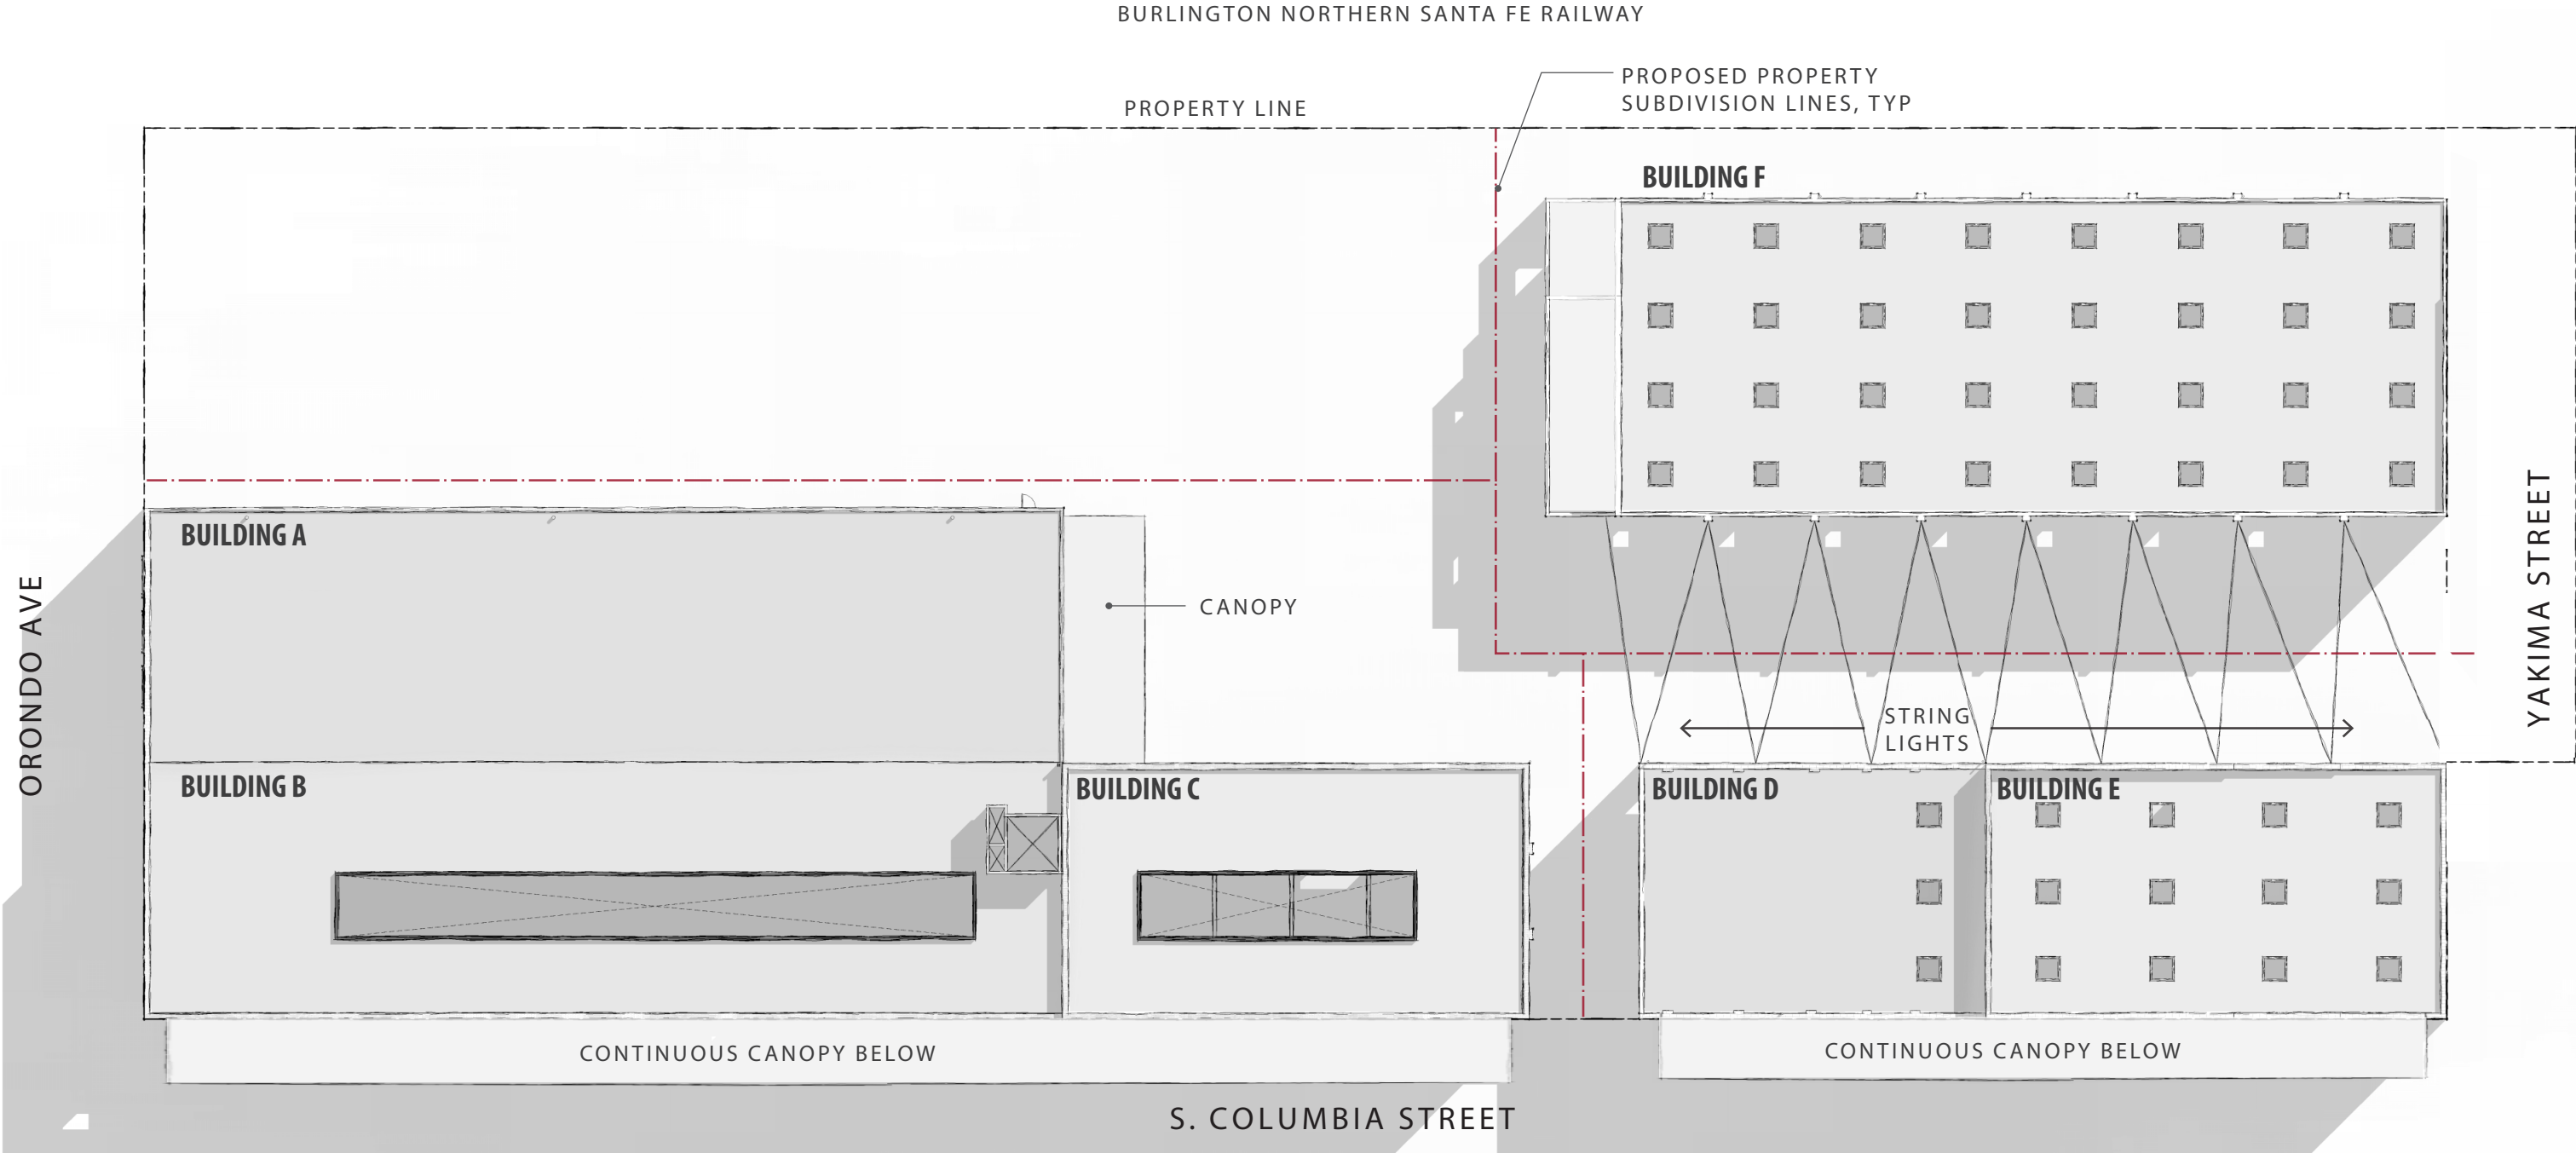 BURLINGTON NORTHERN SANTA FE RAILWAY
PROPOSED PROPERTY
SUBDIVISION LINES, TYP
PROPERTY LINE
BUILDING F
BUILDING A
CANOPY
ORONDO AVE
YAKIMA STREET
STRING
LIGHTS
BUILDING B
BUILDING C
BUILDING D
BUILDING E
CONTINUOUS CANOPY BELOW
CONTINUOUS CANOPY BELOW
S. COLUMBIA STREET